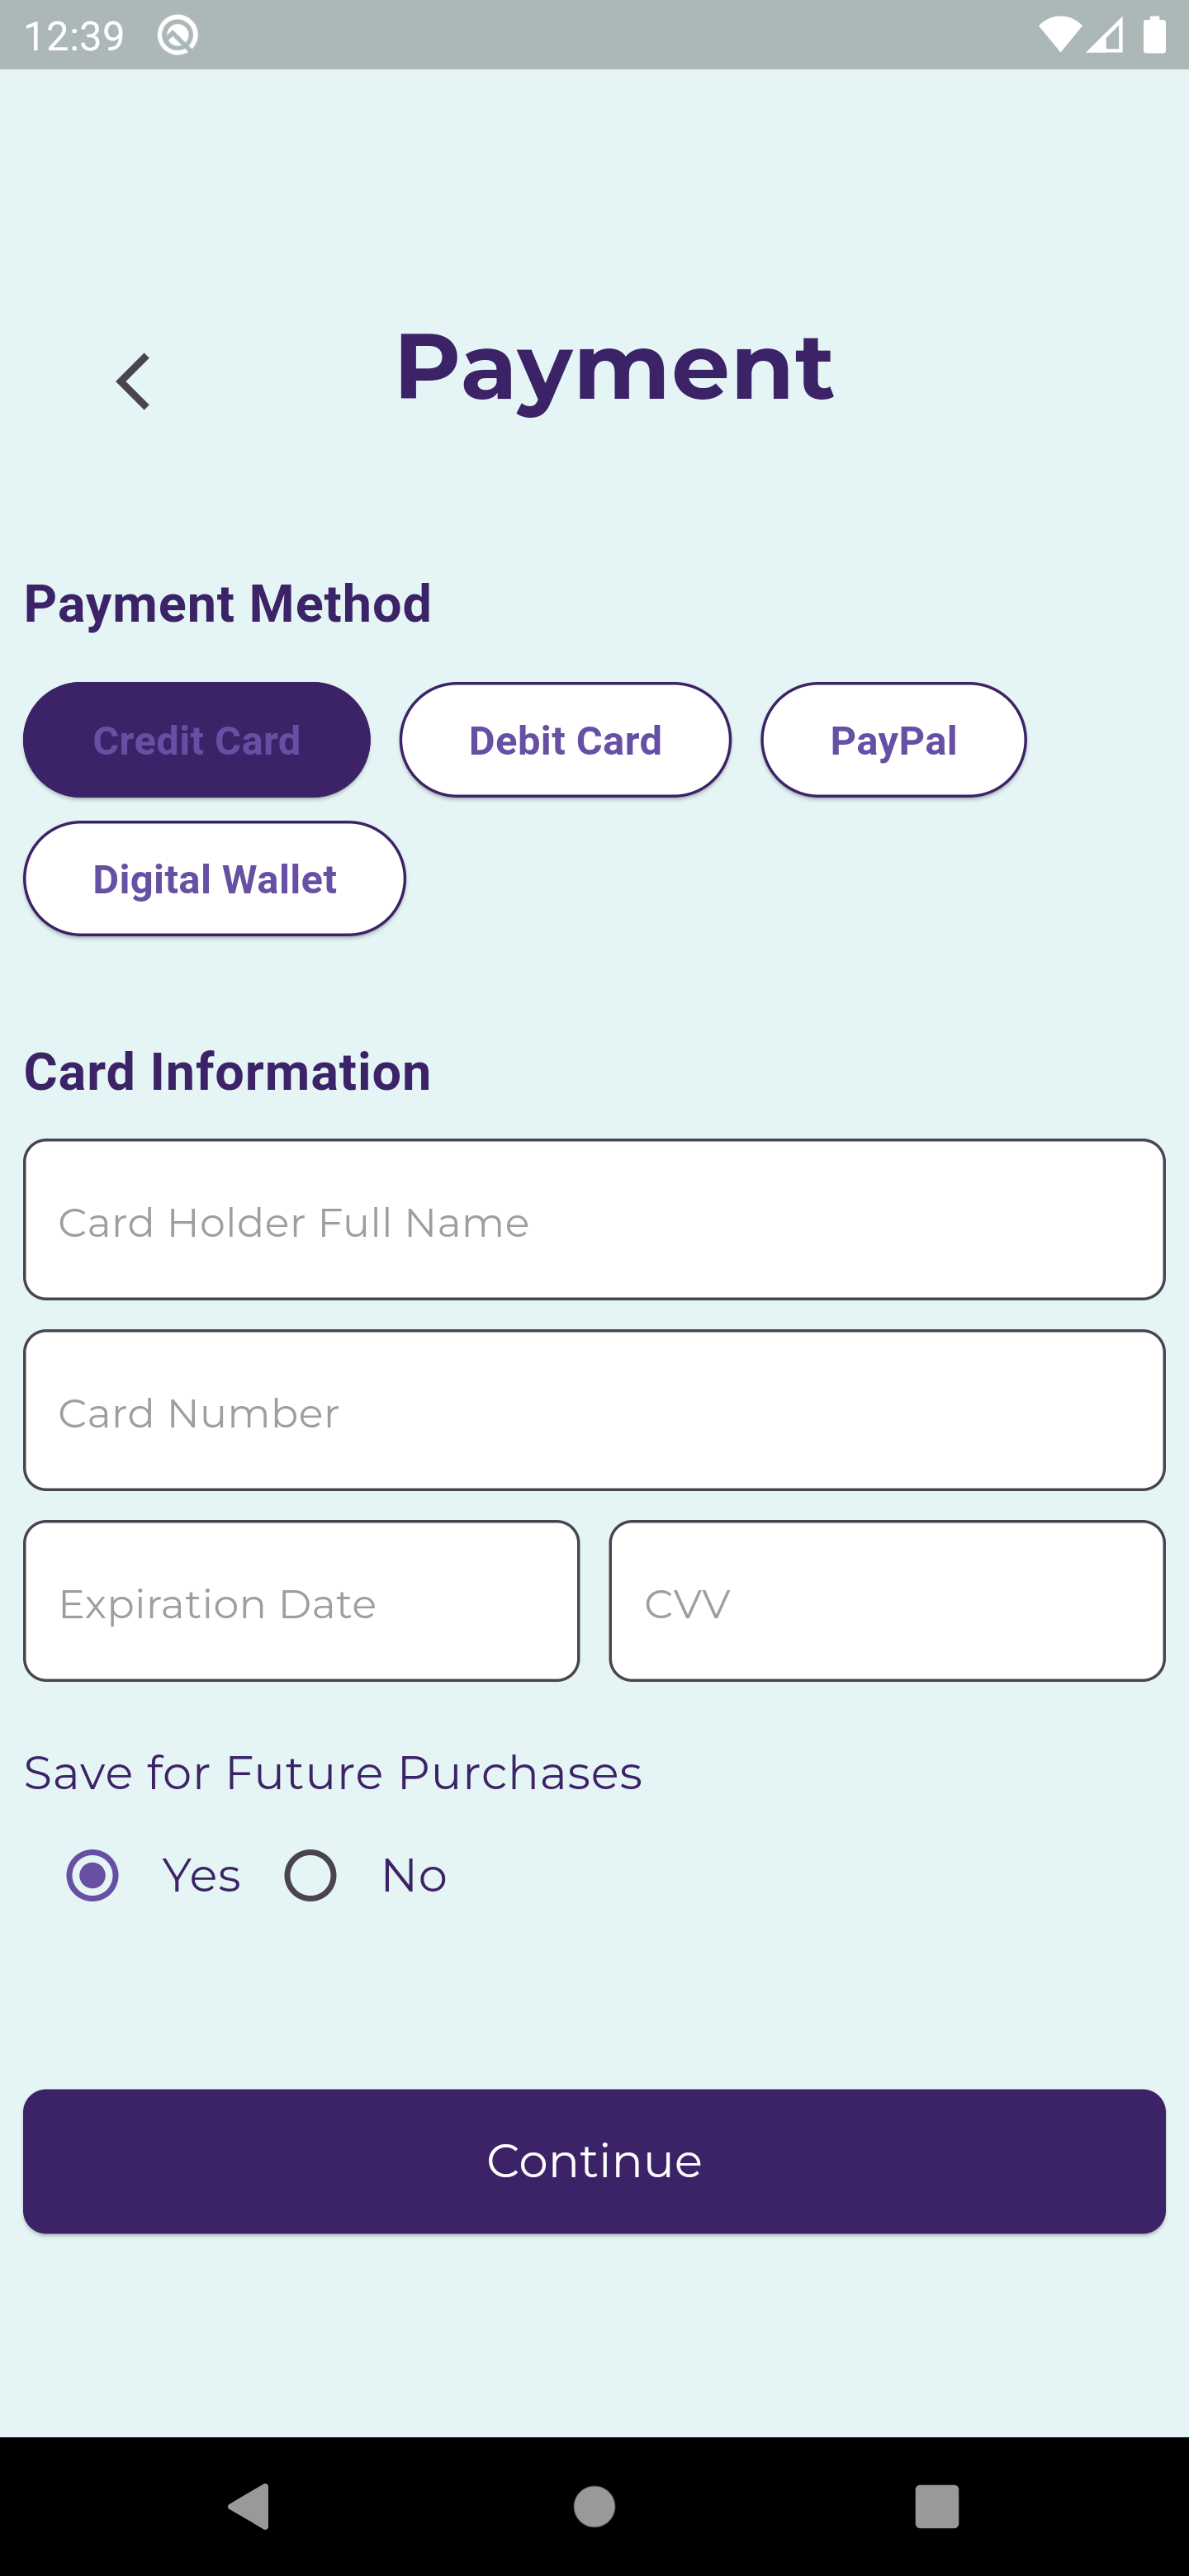 12:39
Payment
Payment Method
Credit Card Debit Card PayPal
Digital Wallet
Card Information
Card Holder Full Name
Card Number
Expiration Date CVV
Save for Future Purchases
Yes No
Continue